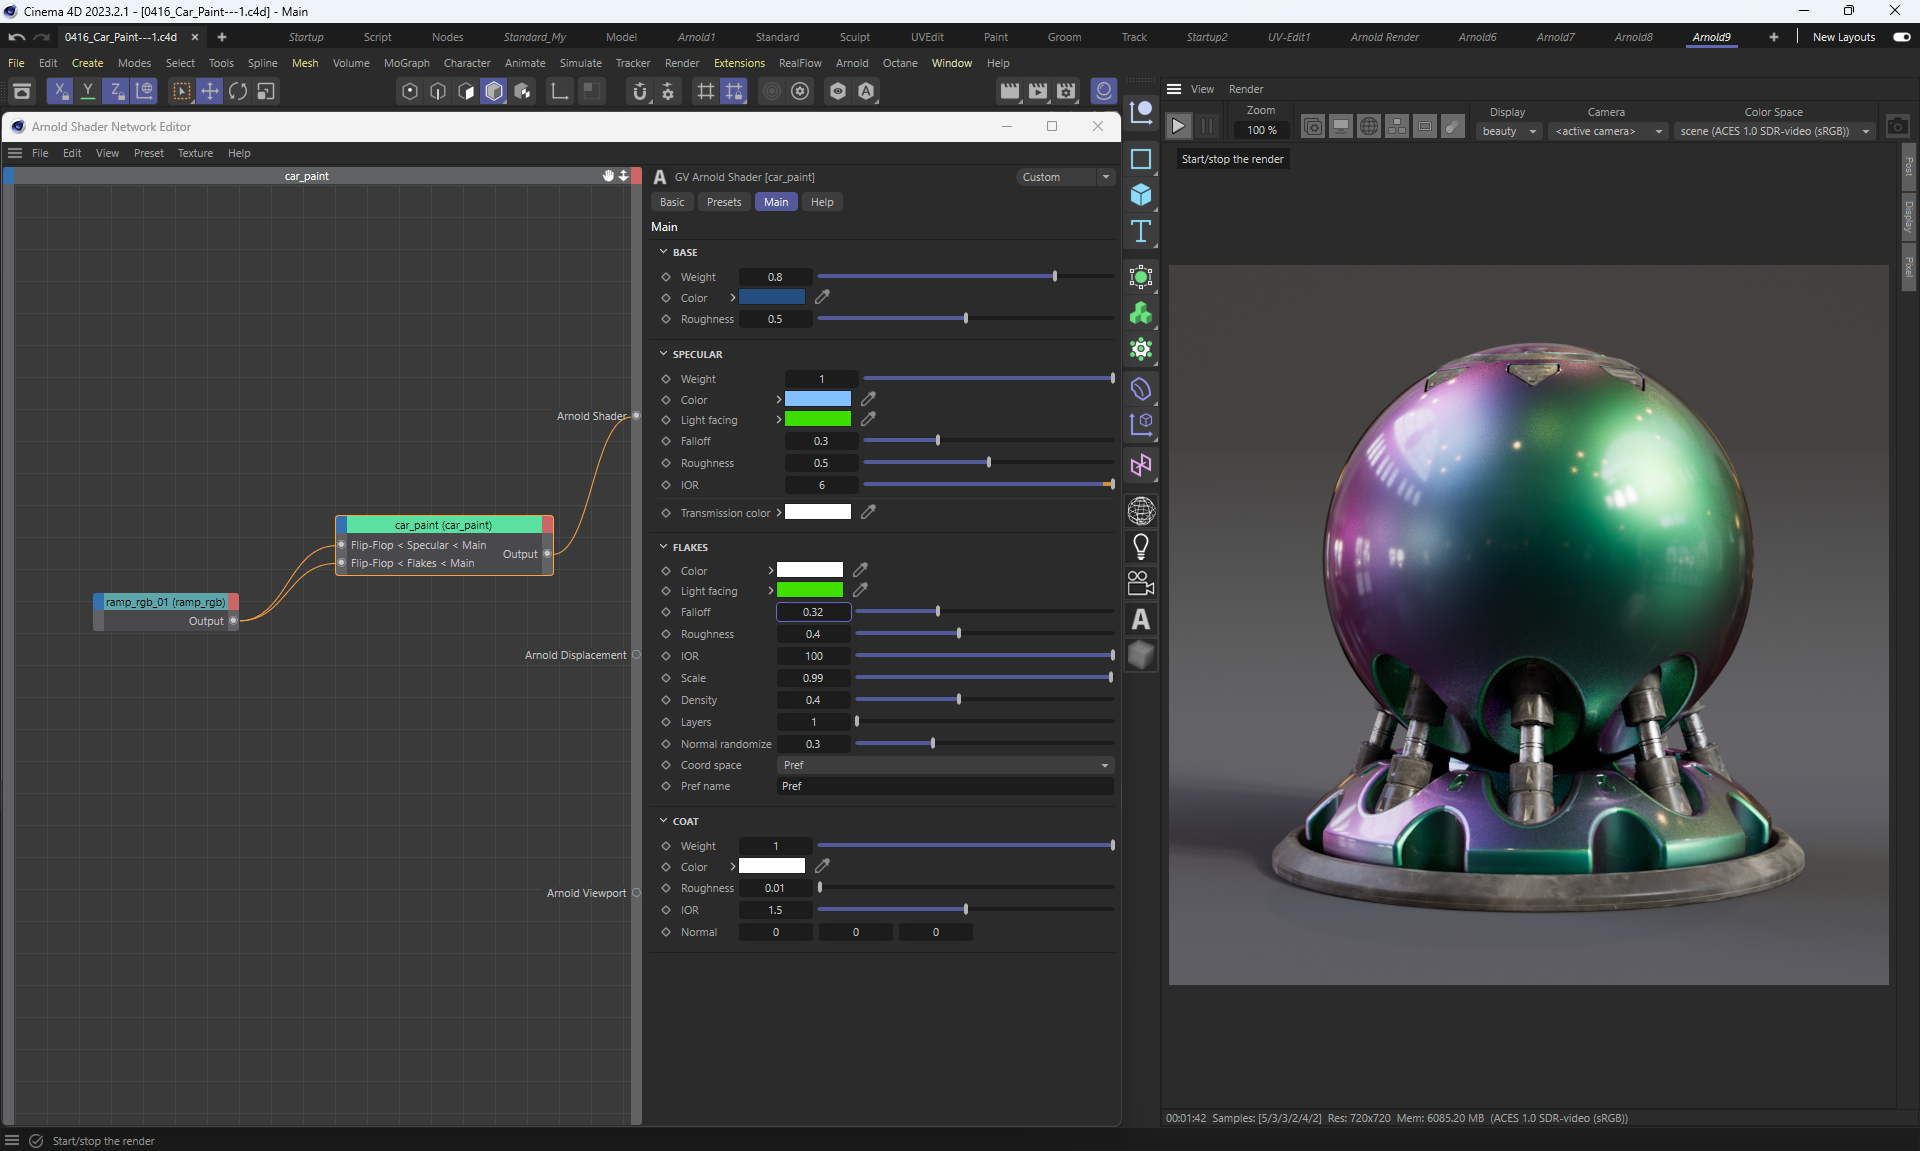 Cinema 4D 2023.2.1 - [0416_Car_Paint---1.c4d] - Main
0416_Car_Paint---1.c4d
Startup
Script
Nodes
Standard_My
Model
Arnold1
Standard
Sculpt
UVEdit
Paint
Groom
Track
Startup2
UV-Edit1
Arnold Render
Arnold6
Arnold7
Arnold8
Arnold9
New Layouts
File Edit Create Modes Select Tools Spline Mesh Volume MoGraph Character Animate Simulate Tracker Render Extensions RealFlow Arnold Octane Window Help
X Y Z
View Render
Zoom
100 %
Display
beauty
Camera
<active camera>
Color Space
scene (ACES 1.0 SDR-video (sRGB))
Start/stop the render
Post
Display
Pixel
Arnold Shader Network Editor
File Edit View Preset Texture Help
car_paint
Arnold Shader
car_paint (car_paint)
Flip-Flop < Specular < Main
Output
Flip-Flop < Flakes < Main
ramp_rgb_01 (ramp_rgb)
Output
Arnold Displacement
Arnold Viewport
A GV Arnold Shader [car_paint]
Custom
Basic
Presets
Main
Help
Main
BASE
Weight 0.8
Color
Roughness 0.5
SPECULAR
Weight 1
Color
Light facing
Falloff 0.3
Roughness 0.5
IOR 6
Transmission color
FLAKES
Color
Light facing
Falloff 0.32
Roughness 0.4
IOR 100
Scale 0.99
Density 0.4
Layers 1
Normal randomize 0.3
Coord space Pref
Pref name Pref
COAT
Weight 1
Color
Roughness 0.01
IOR 1.5
Normal 0 0 0
T
A
00:01:42 Samples: [5/3/3/2/4/2] Res: 720x720 Mem: 6085.20 MB (ACES 1.0 SDR-video (sRGB))
Start/stop the render